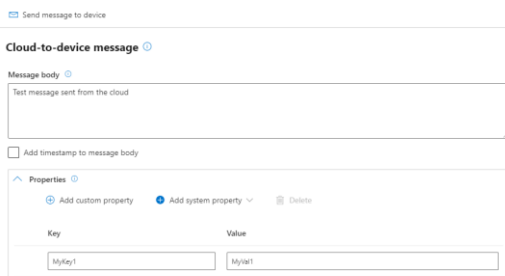 Send message to device
Cloud-to-device message
Message body
Test message sent from the cloud
Add timestamp to message body
Properties
Add custom property Add system property Delete
Key Value
MyKey1 MyVal1